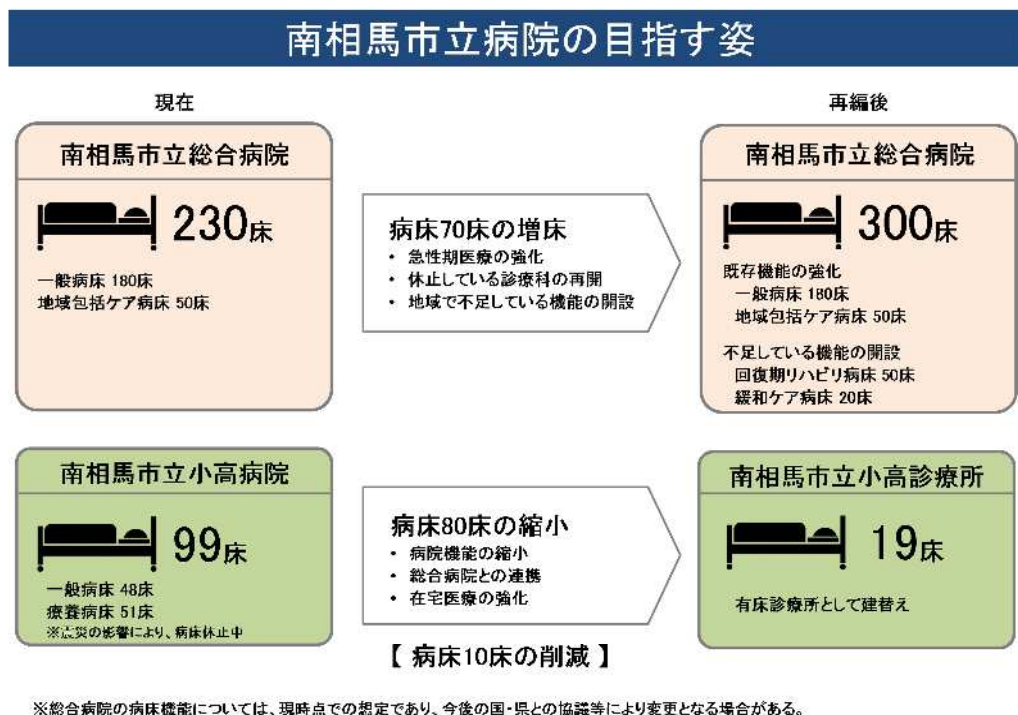 南相馬市立病院の目指す姿
現在
南相馬市立総合病院
230床
一般病床 180床
地域包括ケア病床 50床
病床70床の増床
・ 急性期医療の強化
・ 休止している診療科の再開
・ 地域で不足している機能の開設
再編後
南相馬市立総合病院
300床
既存機能の強化
一般病床 180床
地域包括ケア病床 50床
不足している機能の開設
回復期リハビリ病床 50床
緩和ケア病床 20床
南相馬市立小高病院
99床
一般病床 48床
療養病床 51床
※震災の影響により、病床休止中
病床80床の縮小
・ 病院機能の縮小
・ 総合病院との連携
・ 在宅医療の強化
【 病床10床の削減 】
南相馬市立小高診療所
19床
有床診療所として建替え
※総合病院の病床機能については、現時点での想定であり、今後の国・県との協議等により変更となる場合がある。